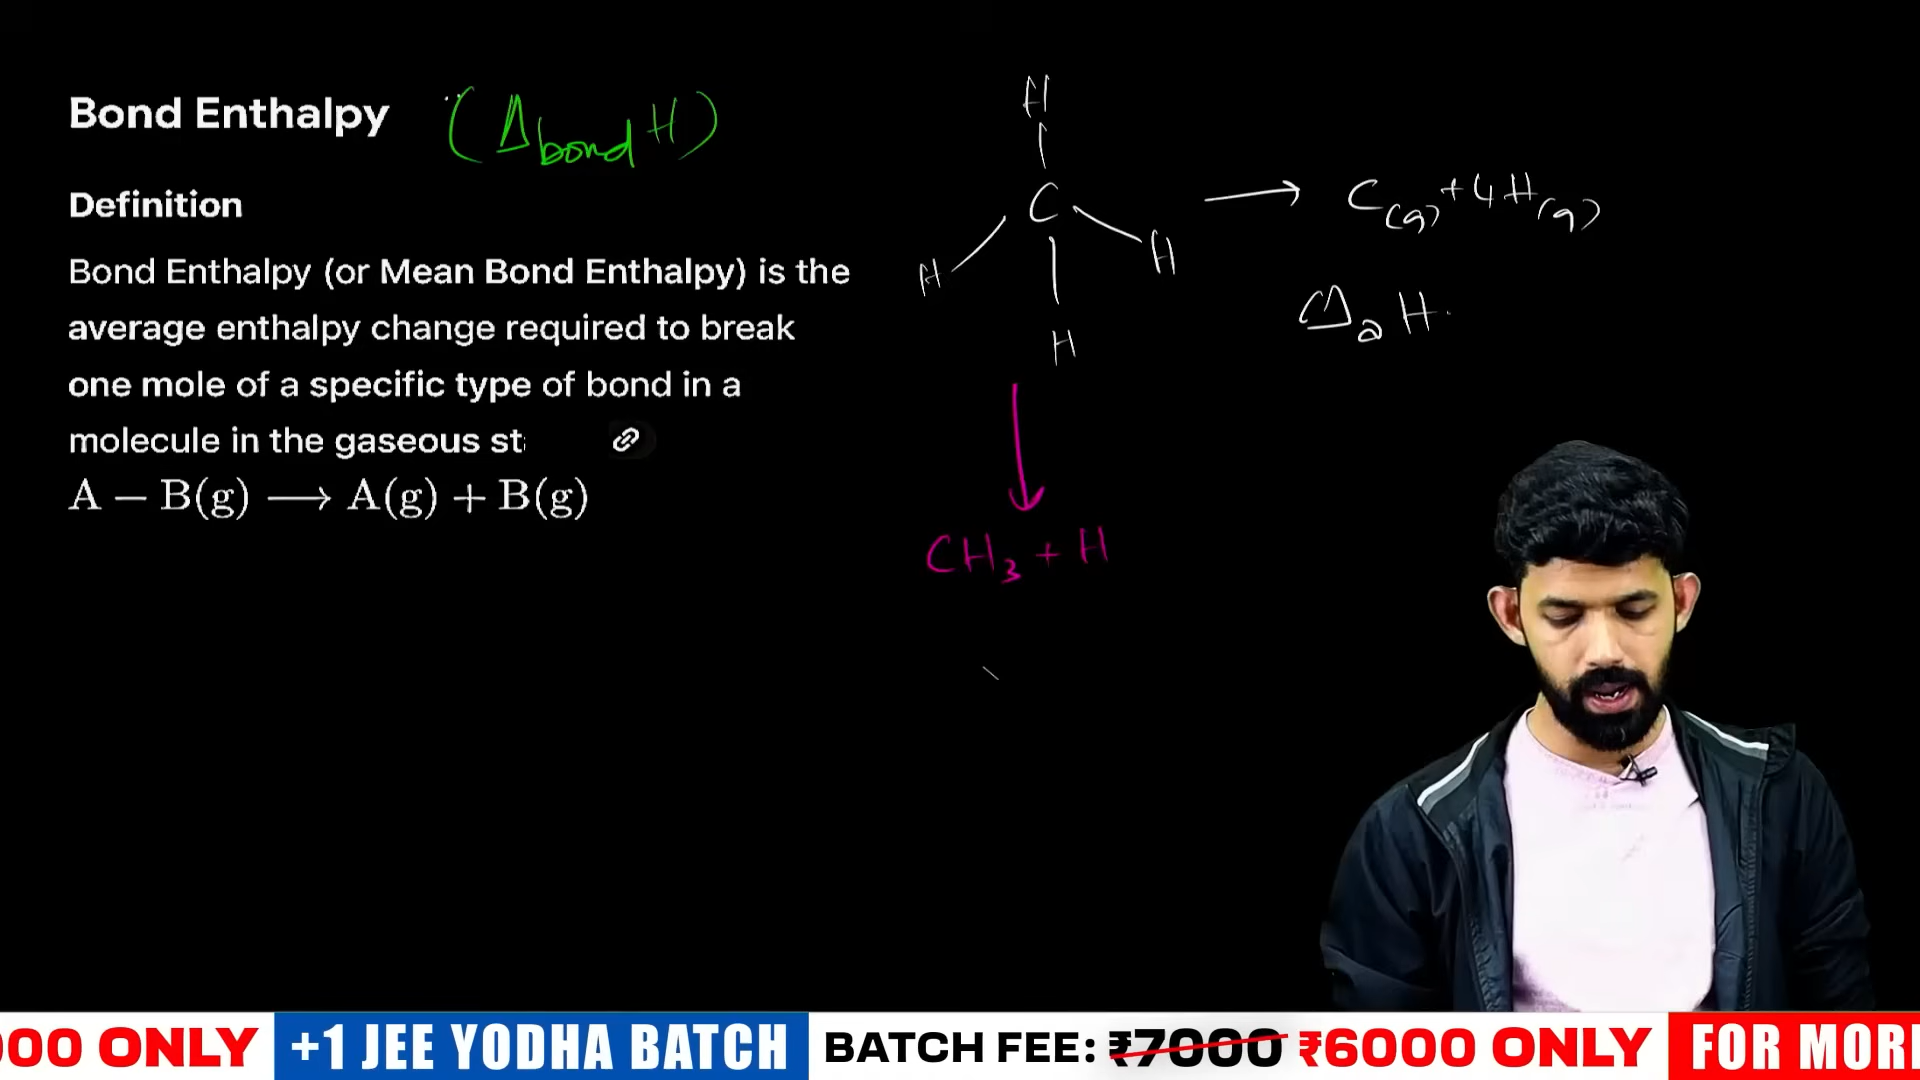 Bond Enthalpy (Δbond H)
Definition
Bond Enthalpy (or Mean Bond Enthalpy) is the
average enthalpy change required to break
one mole of a specific type of bond in a
molecule in the gaseous st
A − B(g) ⟶ A(g) + B(g)
H
C
H
H
H
→ C(g) + 4H(g)
ΔaH
CH₃ + H
000 ONLY +1 JEE YODHA BATCH BATCH FEE: ₹7000 ₹6000 ONLY FOR MOR